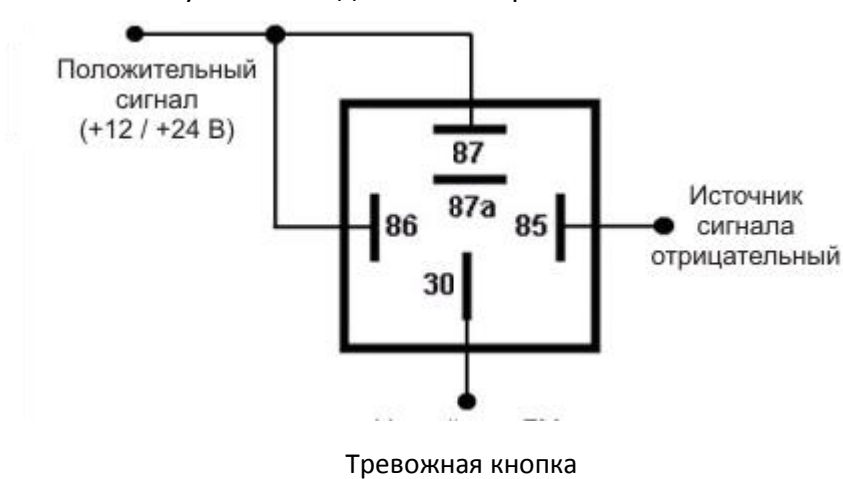 Положительный
сигнал
(+12 / +24 В)
87
87a
86
85
30
Источник
сигнала
отрицательный
Тревожная кнопка